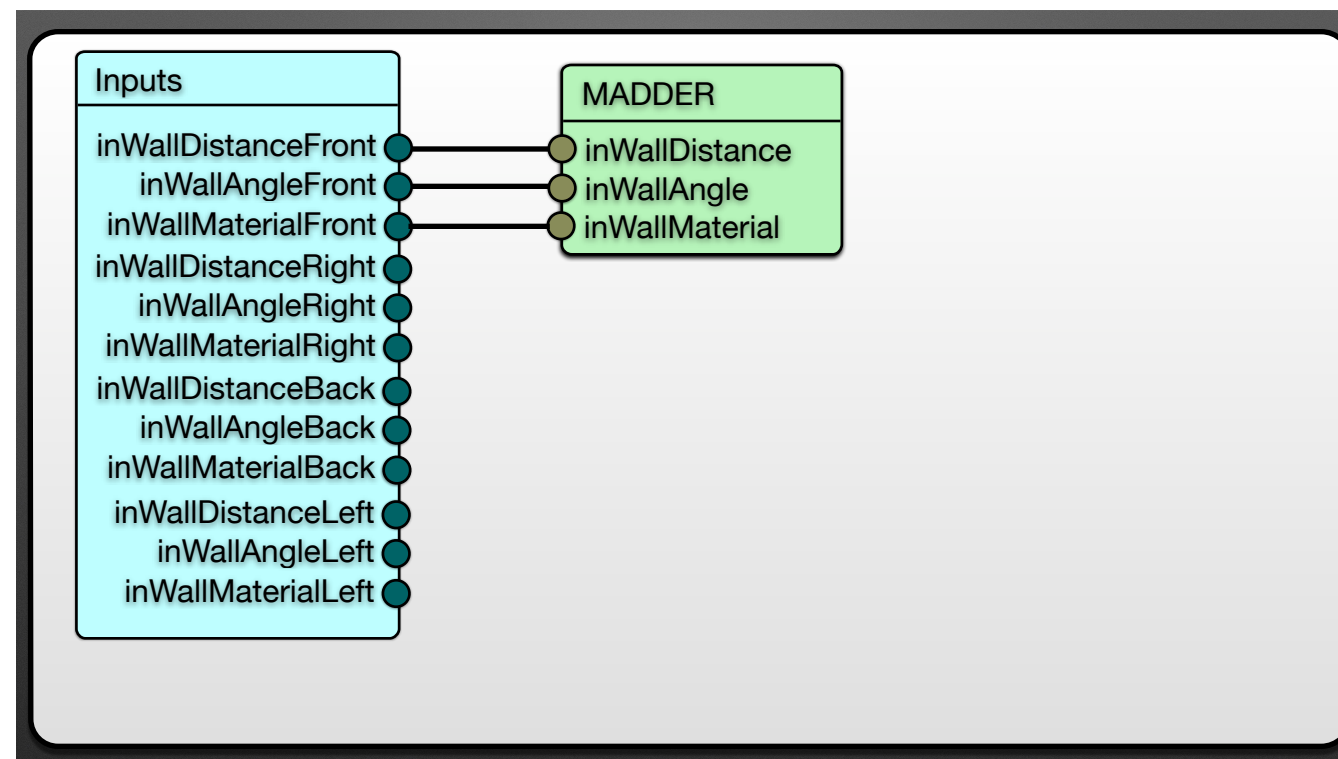 Inputs
inWallDistanceFront
inWallAngleFront
inWallMaterialFront
inWallDistanceRight
inWallAngleRight
inWallMaterialRight
inWallDistanceBack
inWallAngleBack
inWallMaterialBack
inWallDistanceLeft
inWallAngleLeft
inWallMaterialLeft
MADDER
inWallDistance
inWallAngle
inWallMaterial